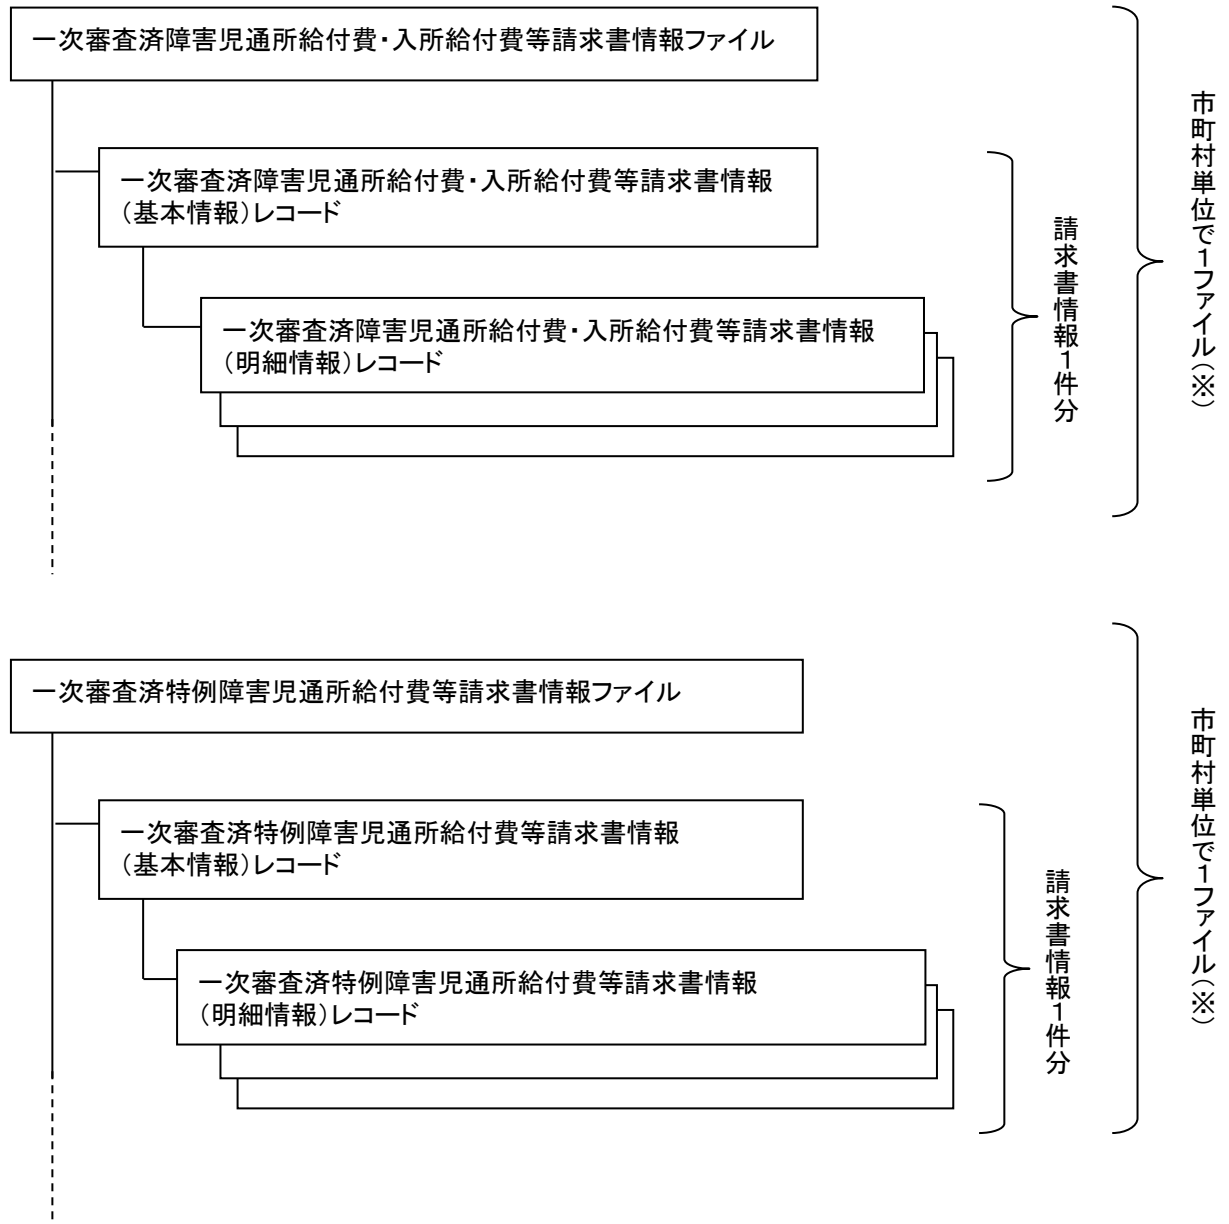 一次審査済障害児通所給付費・入所給付費等請求書情報ファイル
一次審査済障害児通所給付費・入所給付費等請求書情報
（基本情報）レコード
一次審査済障害児通所給付費・入所給付費等請求書情報
（明細情報）レコード
請求書情報１件分
市町村単位で１ファイル（※）
一次審査済特例障害児通所給付費等請求書情報ファイル
一次審査済特例障害児通所給付費等請求書情報
（基本情報）レコード
一次審査済特例障害児通所給付費等請求書情報
（明細情報）レコード
請求書情報１件分
市町村単位で１ファイル（※）